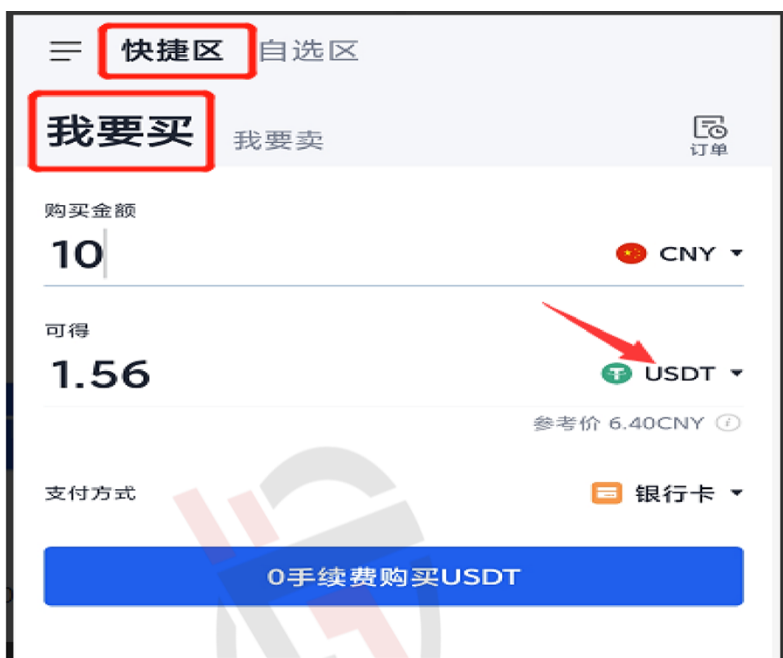 快捷区 自选区
我要买 我要卖
订单
购买金额
10 CNY
可得
1.56 USDT
参考价 6.40CNY
支付方式 银行卡
0手续费购买USDT